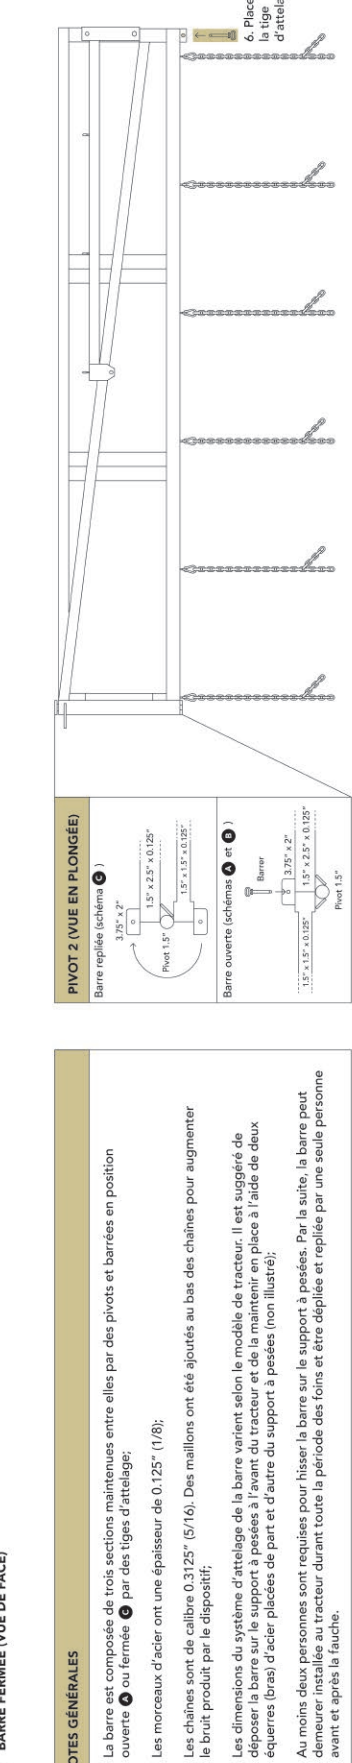 BARRE FERMÉE (VUE DE FACE)
OTES GÉNÉRALES
La barre est composée de trois sections maintenues entre elles par des pivots et barrées en position
ouverte A ou fermée C par des tiges d'attelage;
Les morceaux d'acier ont une épaisseur de 0.125" (1/8);
Les chaînes sont de calibre 0.3125" (5/16). Des maillons ont été ajoutés au bas des chaînes pour augmenter
le bruit produit par le dispositif;
Les dimensions du système d'attelage de la barre varient selon le modèle de tracteur. Il est suggéré de
déposer la barre sur le support à pesées à l'avant du tracteur et de la maintenir en place à l'aide de deux
équerres (bras) d'acier placées de part et d'autre du support à pesées (non illustré);
Au moins deux personnes sont requises pour hisser la barre sur le support à pesées. Par la suite, la barre peut
demeurer installée au tracteur durant toute la période des foins et être dépliée et repliée par une seule personne
avant et après la fauche.
PIVOT 2 (VUE EN PLONGÉE)
Barre repliée (schéma C )
3.75" x 2"
1.5" x 2.5" x 0.125"
Pivot 1.5"
1.5" x 1.5" x 0.125"
Barre ouverte (schémas A et B )
Barrer
3.75" x 2"
1.5" x 1.5" x 0.125"
1.5" x 2.5" x 0.125"
Pivot 1.5"
6. Place
la tige
d'attela